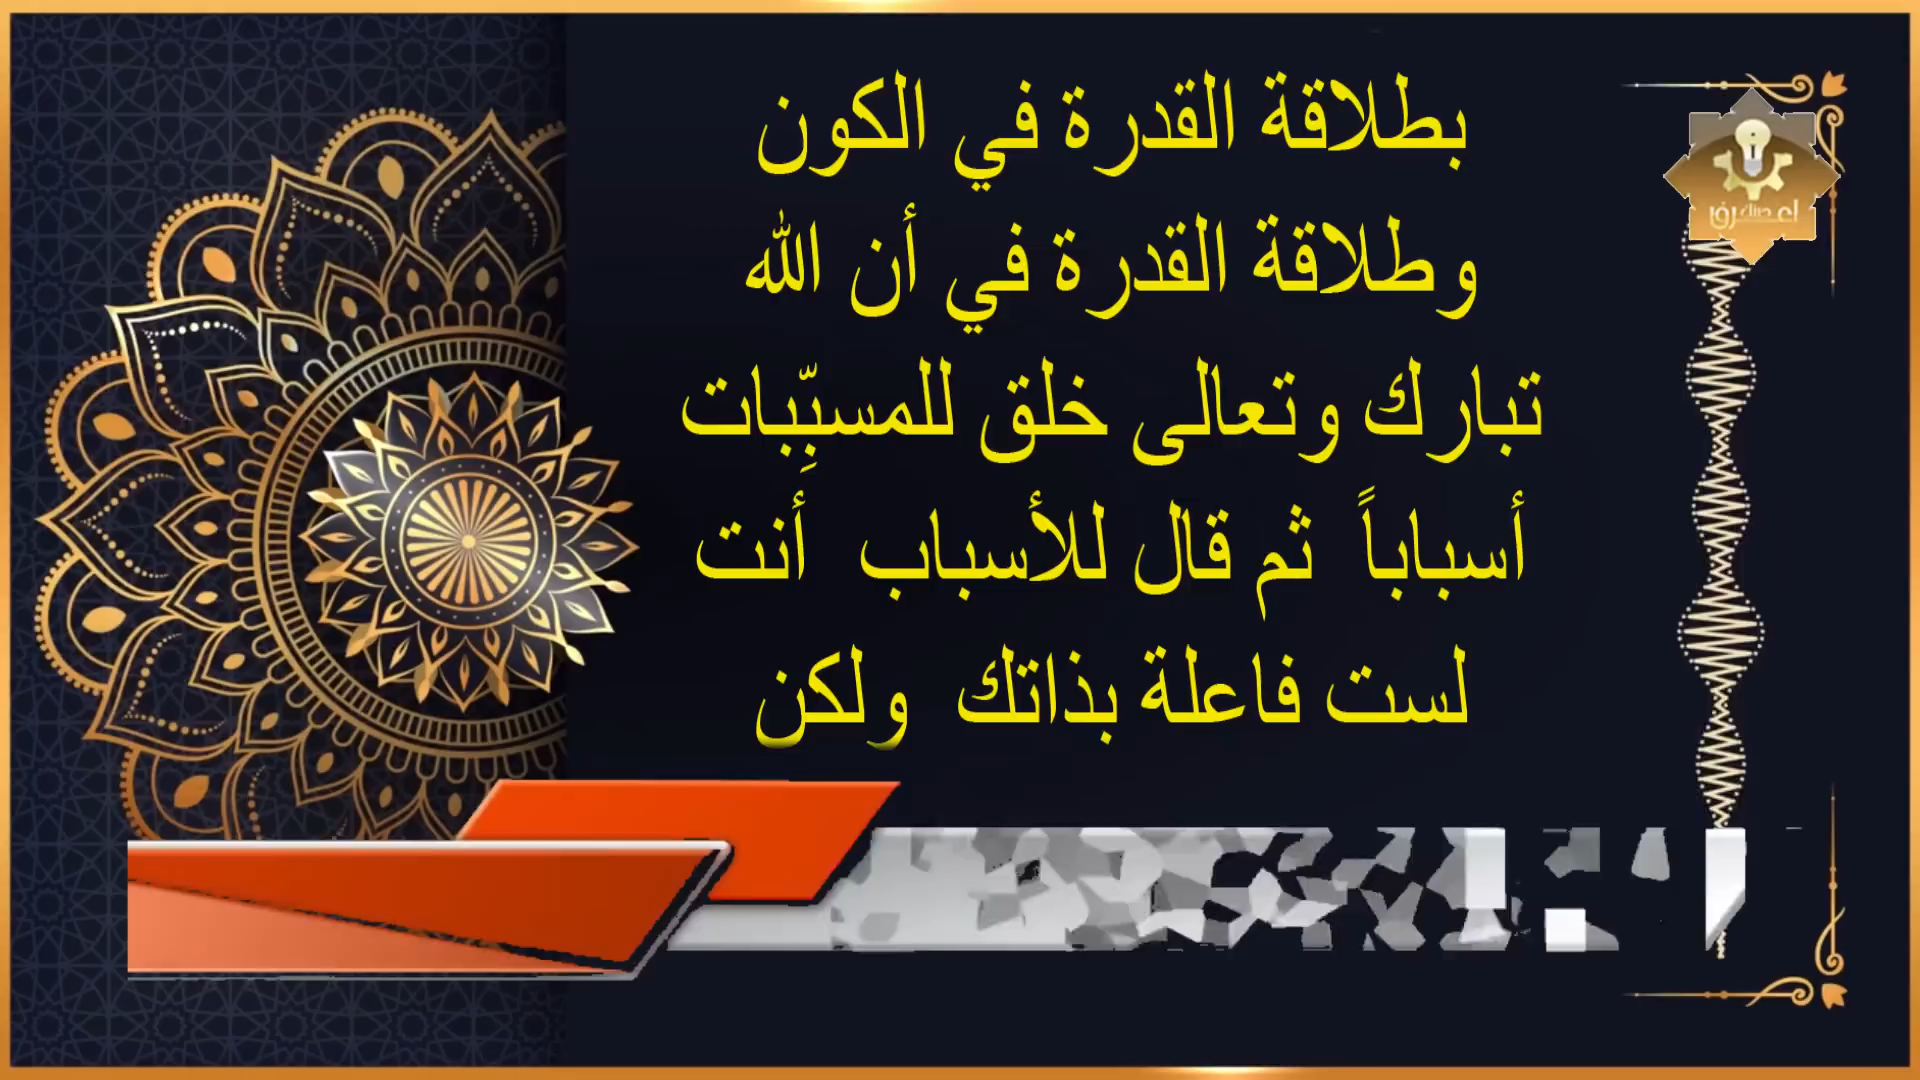 بطلاقة القدرة في الكون
وطلاقة القدرة في أن الله
تبارك وتعالى خلق للمسبِّبات
أسباباً ثم قال للأسباب أنت
لست فاعلة بذاتك ولكن